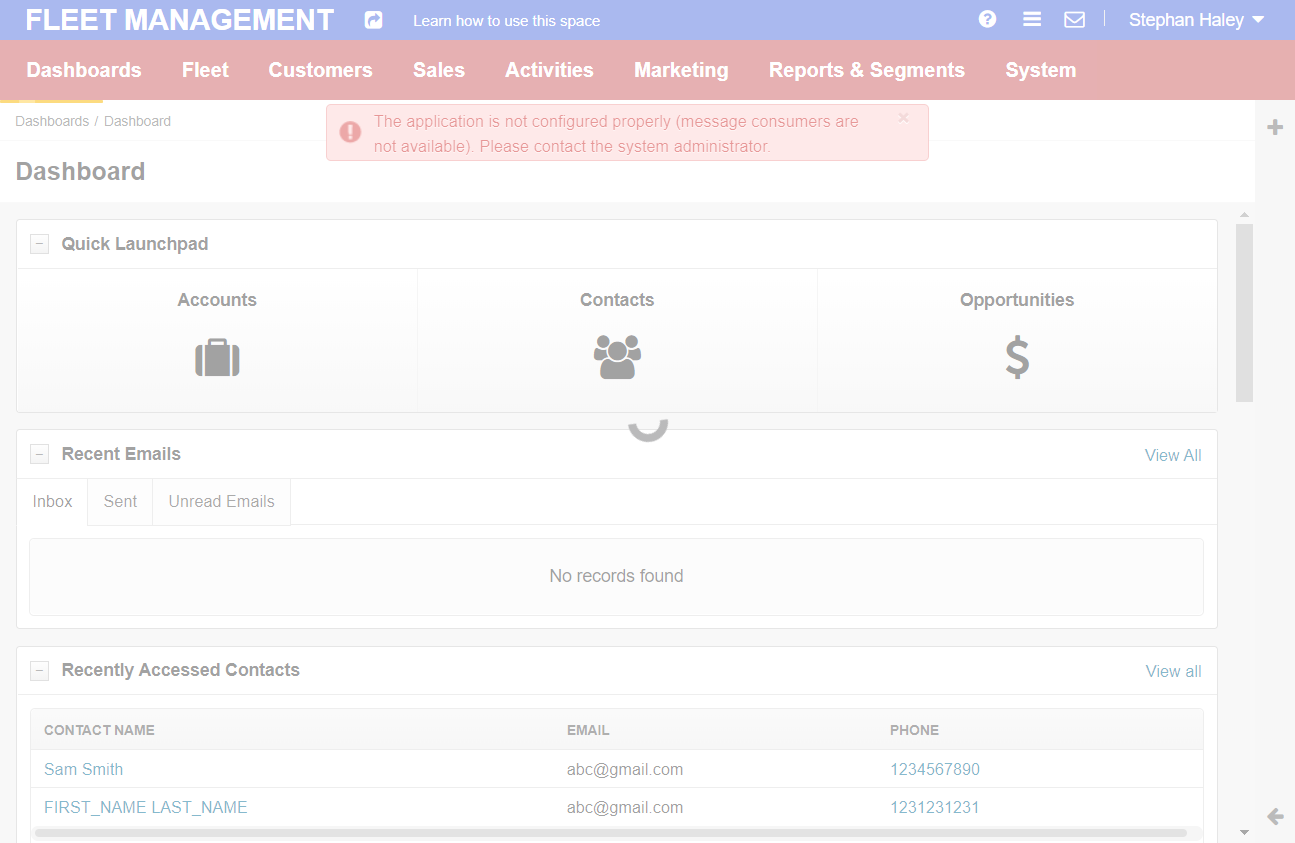 FLEET MANAGEMENT
Learn how to use this space
Stephan Haley
Dashboards
Fleet
Customers
Sales
Activities
Marketing
Reports & Segments
System
Dashboards / Dashboard
The application is not configured properly (message consumers are
not available). Please contact the system administrator.
Dashboard
Quick Launchpad
Accounts
Contacts
Opportunities
Recent Emails
View All
Inbox
Sent
Unread Emails
No records found
Recently Accessed Contacts
View all
CONTACT NAME
EMAIL
PHONE
Sam Smith
abc@gmail.com
1234567890
FIRST_NAME LAST_NAME
abc@gmail.com
1231231231